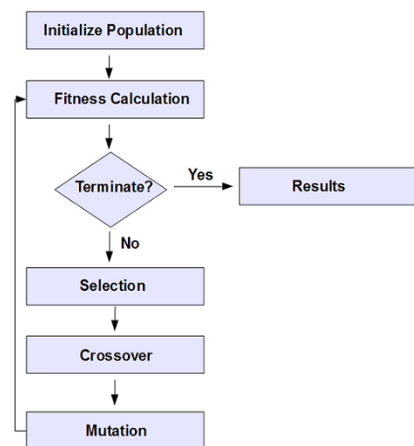 Initialize Population
Fitness Calculation
Terminate?
Yes
Results
No
Selection
Crossover
Mutation